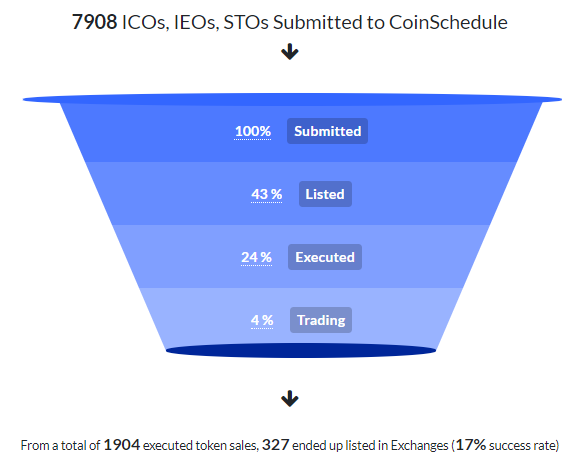 7908 ICOs, IEOs, STOs Submitted to CoinSchedule
100% Submitted
43 % Listed
24 % Executed
4 % Trading
From a total of 1904 executed token sales, 327 ended up listed in Exchanges (17% success rate)